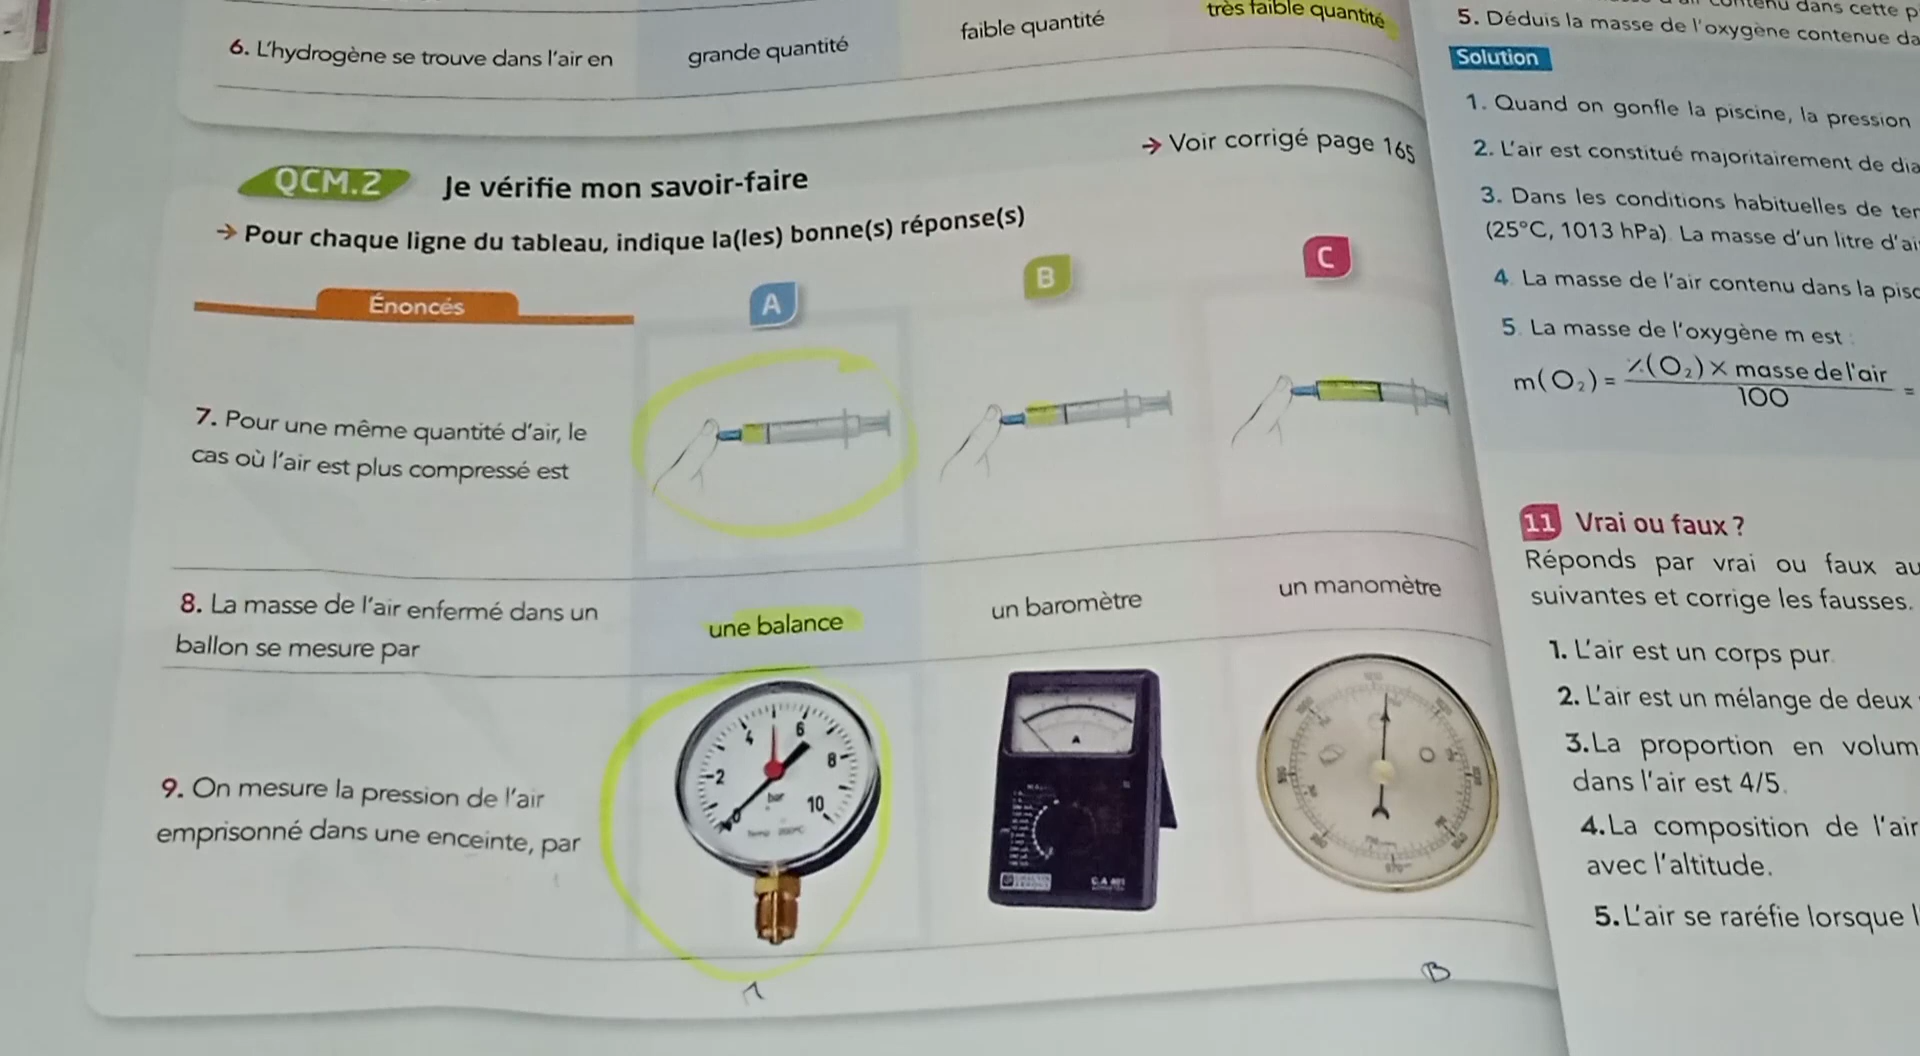 6. L'hydrogène se trouve dans l'air en
grande quantité
faible quantité
très faible quantité
→ Voir corrigé page 165
QCM.2 Je vérifie mon savoir-faire
→ Pour chaque ligne du tableau, indique la(les) bonne(s) réponse(s)
Énoncés
A
B
C
7. Pour une même quantité d'air, le
cas où l'air est plus compressé est
8. La masse de l'air enfermé dans un
ballon se mesure par
une balance
un baromètre
un manomètre
9. On mesure la pression de l'air
emprisonné dans une enceinte, par
0 2 4 6 8 10
bar
A
B
5. Déduis la masse de l'oxygène contenue da
Solution
1. Quand on gonfle la piscine, la pression
2. L'air est constitué majoritairement de dia
3. Dans les conditions habituelles de ter
(25°C, 1013 hPa). La masse d'un litre d'ai
4. La masse de l'air contenu dans la pisc
5. La masse de l'oxygène m est :
m(O₂) = %(O₂) × masse de l'air / 100 =
11 Vrai ou faux ?
Réponds par vrai ou faux au
suivantes et corrige les fausses.
1. L'air est un corps pur.
2. L'air est un mélange de deux
3. La proportion en volum
dans l'air est 4/5.
4. La composition de l'air
avec l'altitude.
5. L'air se raréfie lorsque l